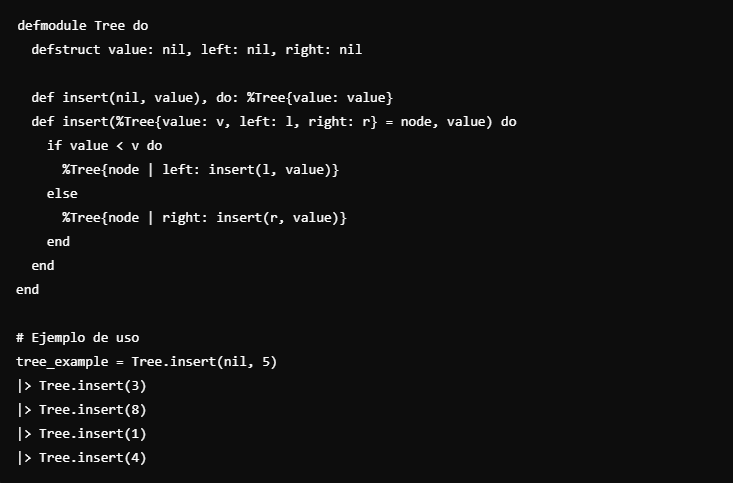 defmodule Tree do
  defstruct value: nil, left: nil, right: nil

  def insert(nil, value), do: %Tree{value: value}
  def insert(%Tree{value: v, left: l, right: r} = node, value) do
    if value < v do
      %Tree{node | left: insert(l, value)}
    else
      %Tree{node | right: insert(r, value)}
    end
  end
end

# Ejemplo de uso
tree_example = Tree.insert(nil, 5)
|> Tree.insert(3)
|> Tree.insert(8)
|> Tree.insert(1)
|> Tree.insert(4)